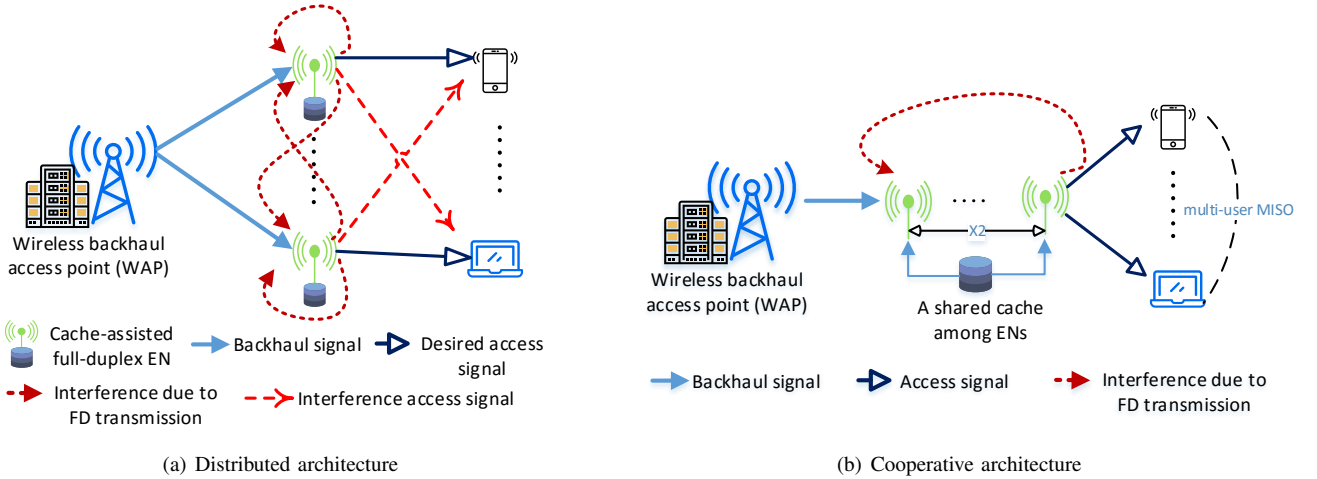 Wireless backhaul
access point (WAP)
Cache-assisted
full-duplex EN
Backhaul signal
Desired access
signal
Interference due to
FD transmission
Interference access signal
(a) Distributed architecture
X2
multi-user MISO
Wireless backhaul
access point (WAP)
A shared cache
among ENs
Backhaul signal
Access signal
Interference due to
FD transmission
(b) Cooperative architecture